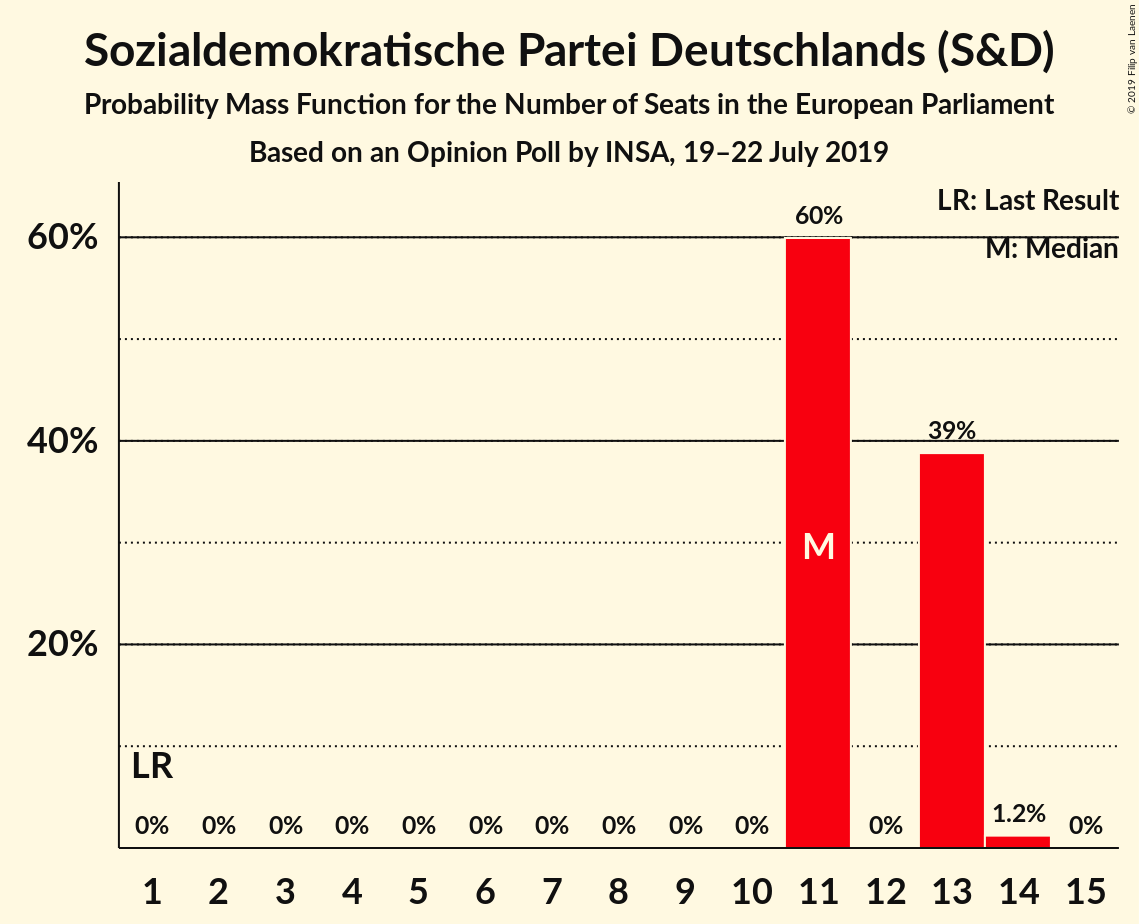 Sozialdemokratische Partei Deutschlands (S&D)
Probability Mass Function for the Number of Seats in the European Parliament
Based on an Opinion Poll by INSA, 19–22 July 2019
© 2019 Filip van Laenen
LR: Last Result
M: Median
60%
40%
20%
60%
39%
M
LR
0% 0% 0% 0% 0% 0% 0% 0% 0% 0% 0% 1.2% 0%
1 2 3 4 5 6 7 8 9 10 11 12 13 14 15